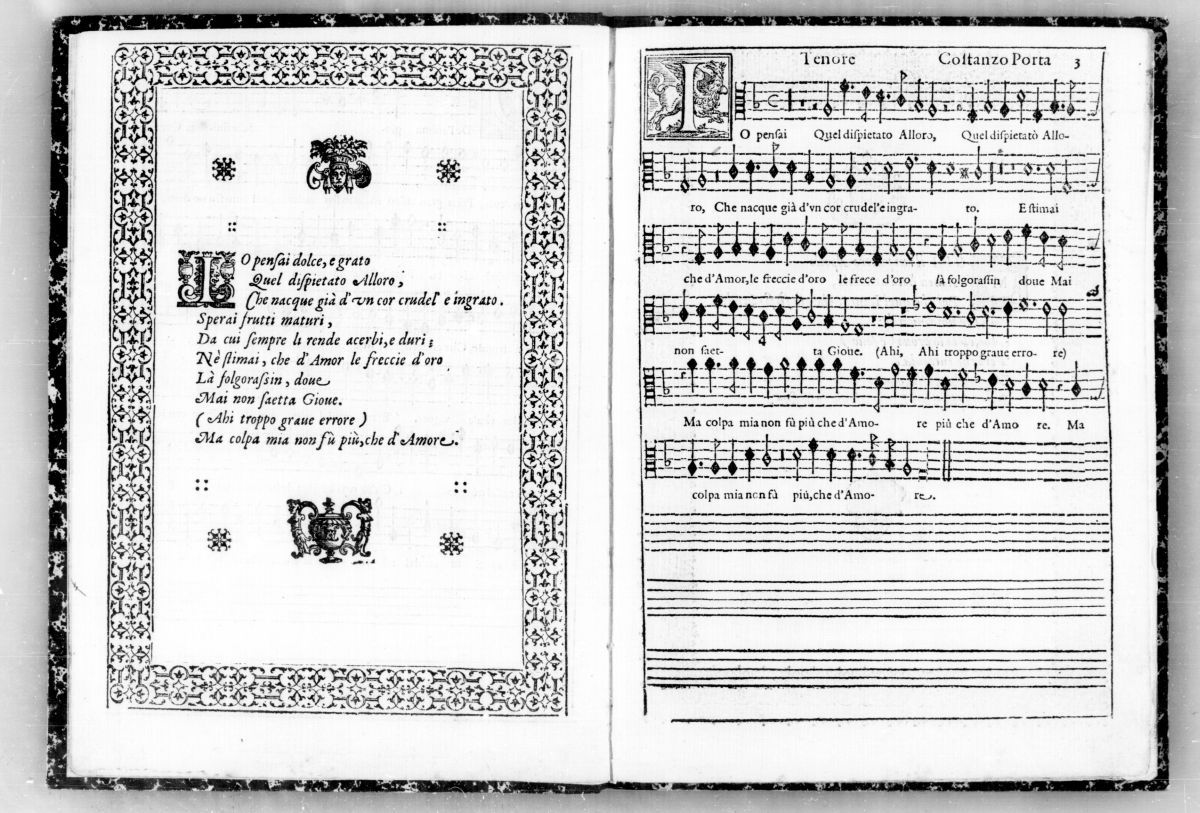 IO pensai dolce, e grato
Quel dispietato Alloro,
Che nacque già d'vn cor crudel' e ingrato.
Sperai frutti maturi,
Da cui sempre li rende acerbi, e duri;
Nè stimai, che d'Amor le freccie d'oro
Là folgorassin, doue
Mai non saetta Gioue.
( Ahi troppo graue errore )
Ma colpa mia non fù più, che d'Amore.
Tenore Costanzo Porta 3
IO pensai Quel dispietato Alloro, Quel dispietatò Allo-
ro, Che nacque già d'vn cor crudel'e ingra- to. E stimai
che d'Amor, le freccie d'oro le frece d'oro là folgorassin doue Mai
non saet- ta Gioue. (Ahi, Ahi troppo graue erro- re)
Ma colpa mia non fù più che d'Amo- re più che d'Amo re. Ma
colpa mia non fù più, che d'Amo- re.